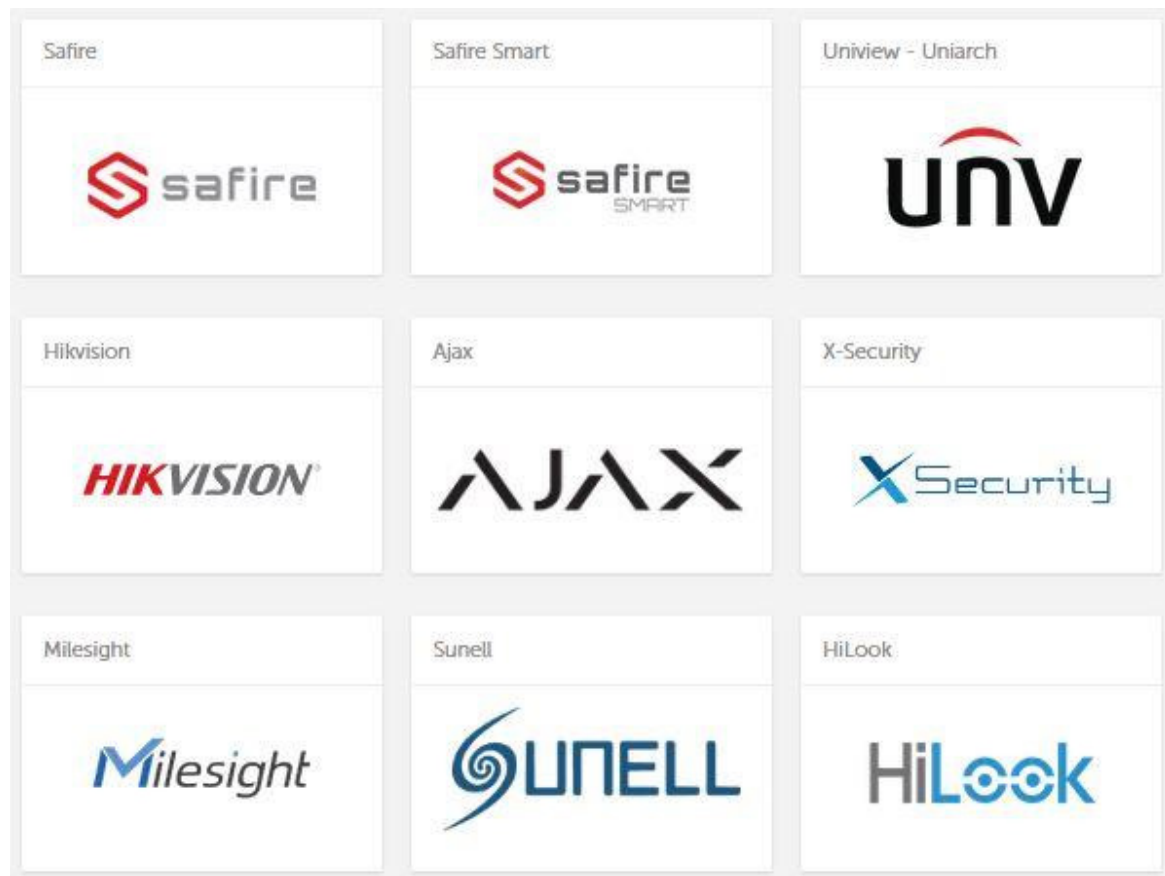 Safire
Safire Smart
Uniview - Uniarch
safire
safire
SMART
unv
Hikvision
Ajax
X-Security
HIKVISION®
AJAX
XSecurity
Milesight
Sunell
HiLook
Milesight
SUNELL
HiLook